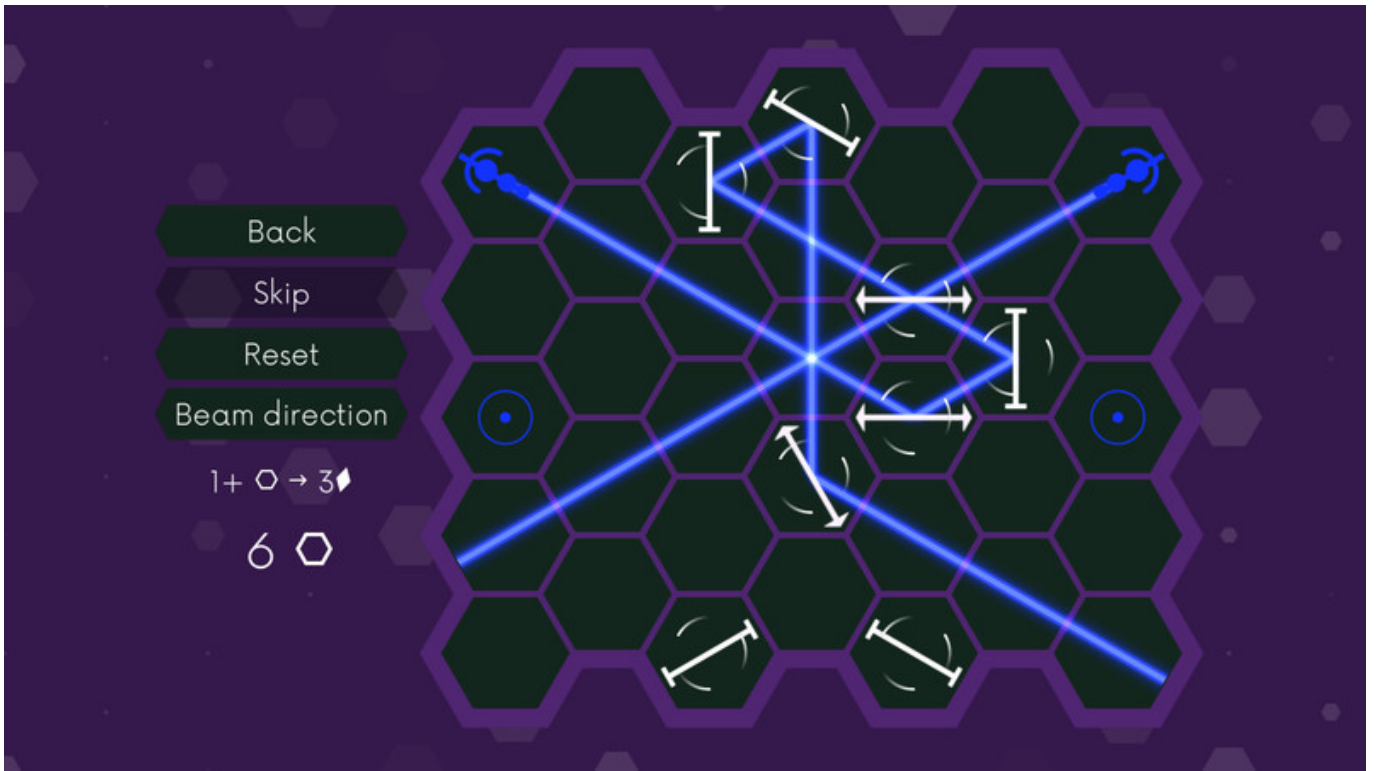 Back
Skip
Reset
Beam direction
1+ ⬡ → 3♦
6 ⬡